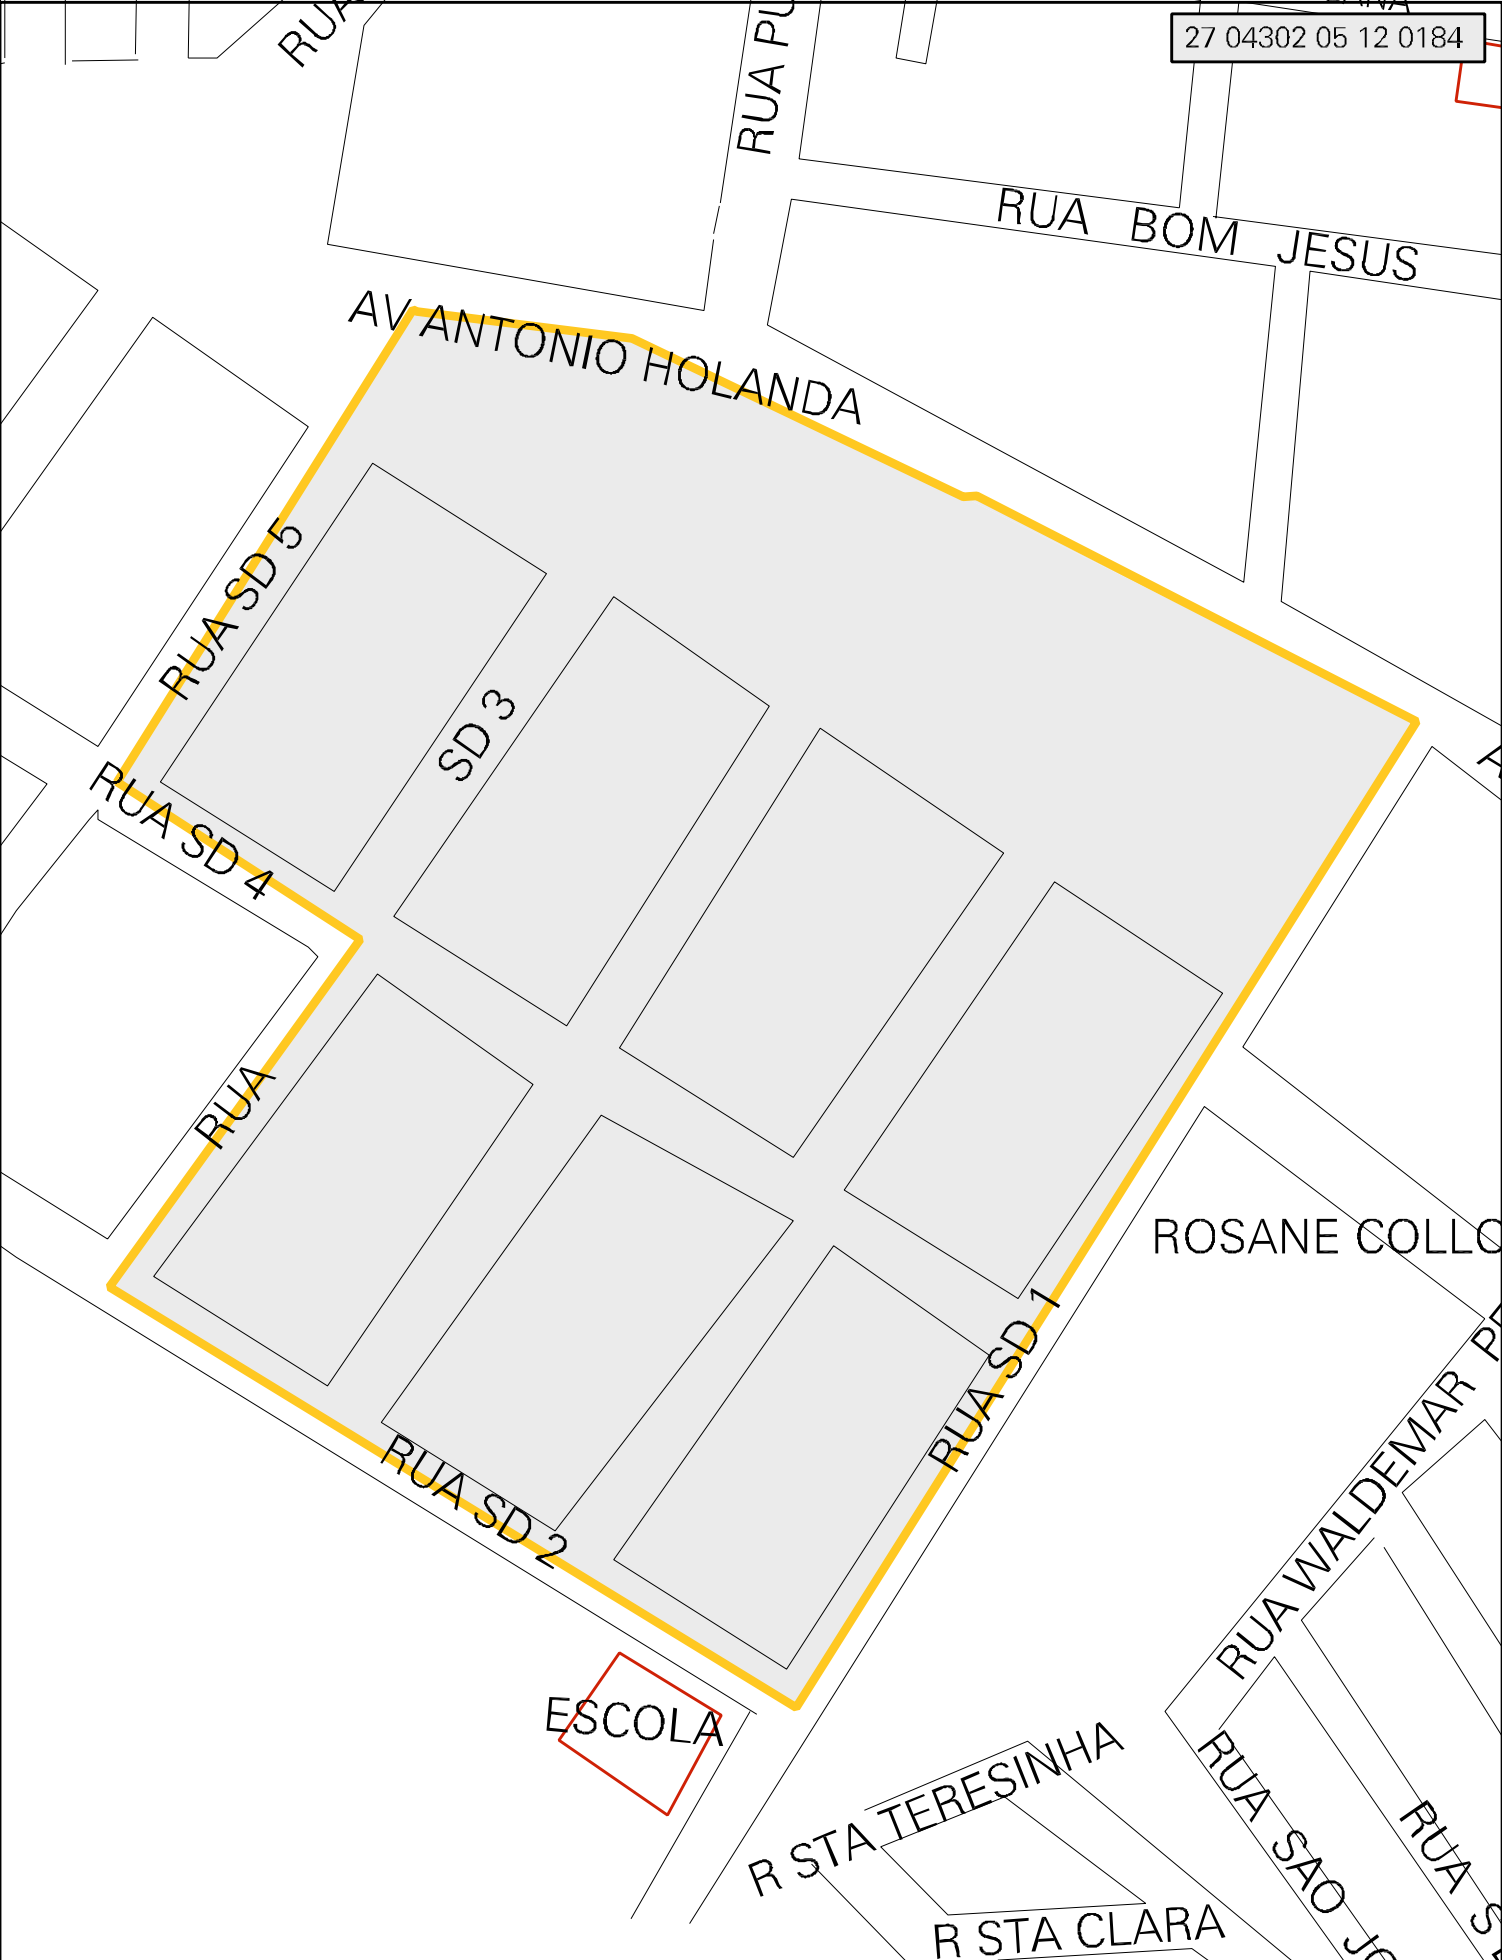 27 04302 05 12 0184
RUA
RUA
RUA BOM JESUS
AV ANTONIO HOLANDA
RUA SD 5
SD 3
RUA SD 4
RUA
ROSANE COLLO
RUA SD 1
RUA WALDEMAR
RUA SD 2
ESCOLA
R STA TERESINHA
RUA SAO
RUA
R STA CLARA